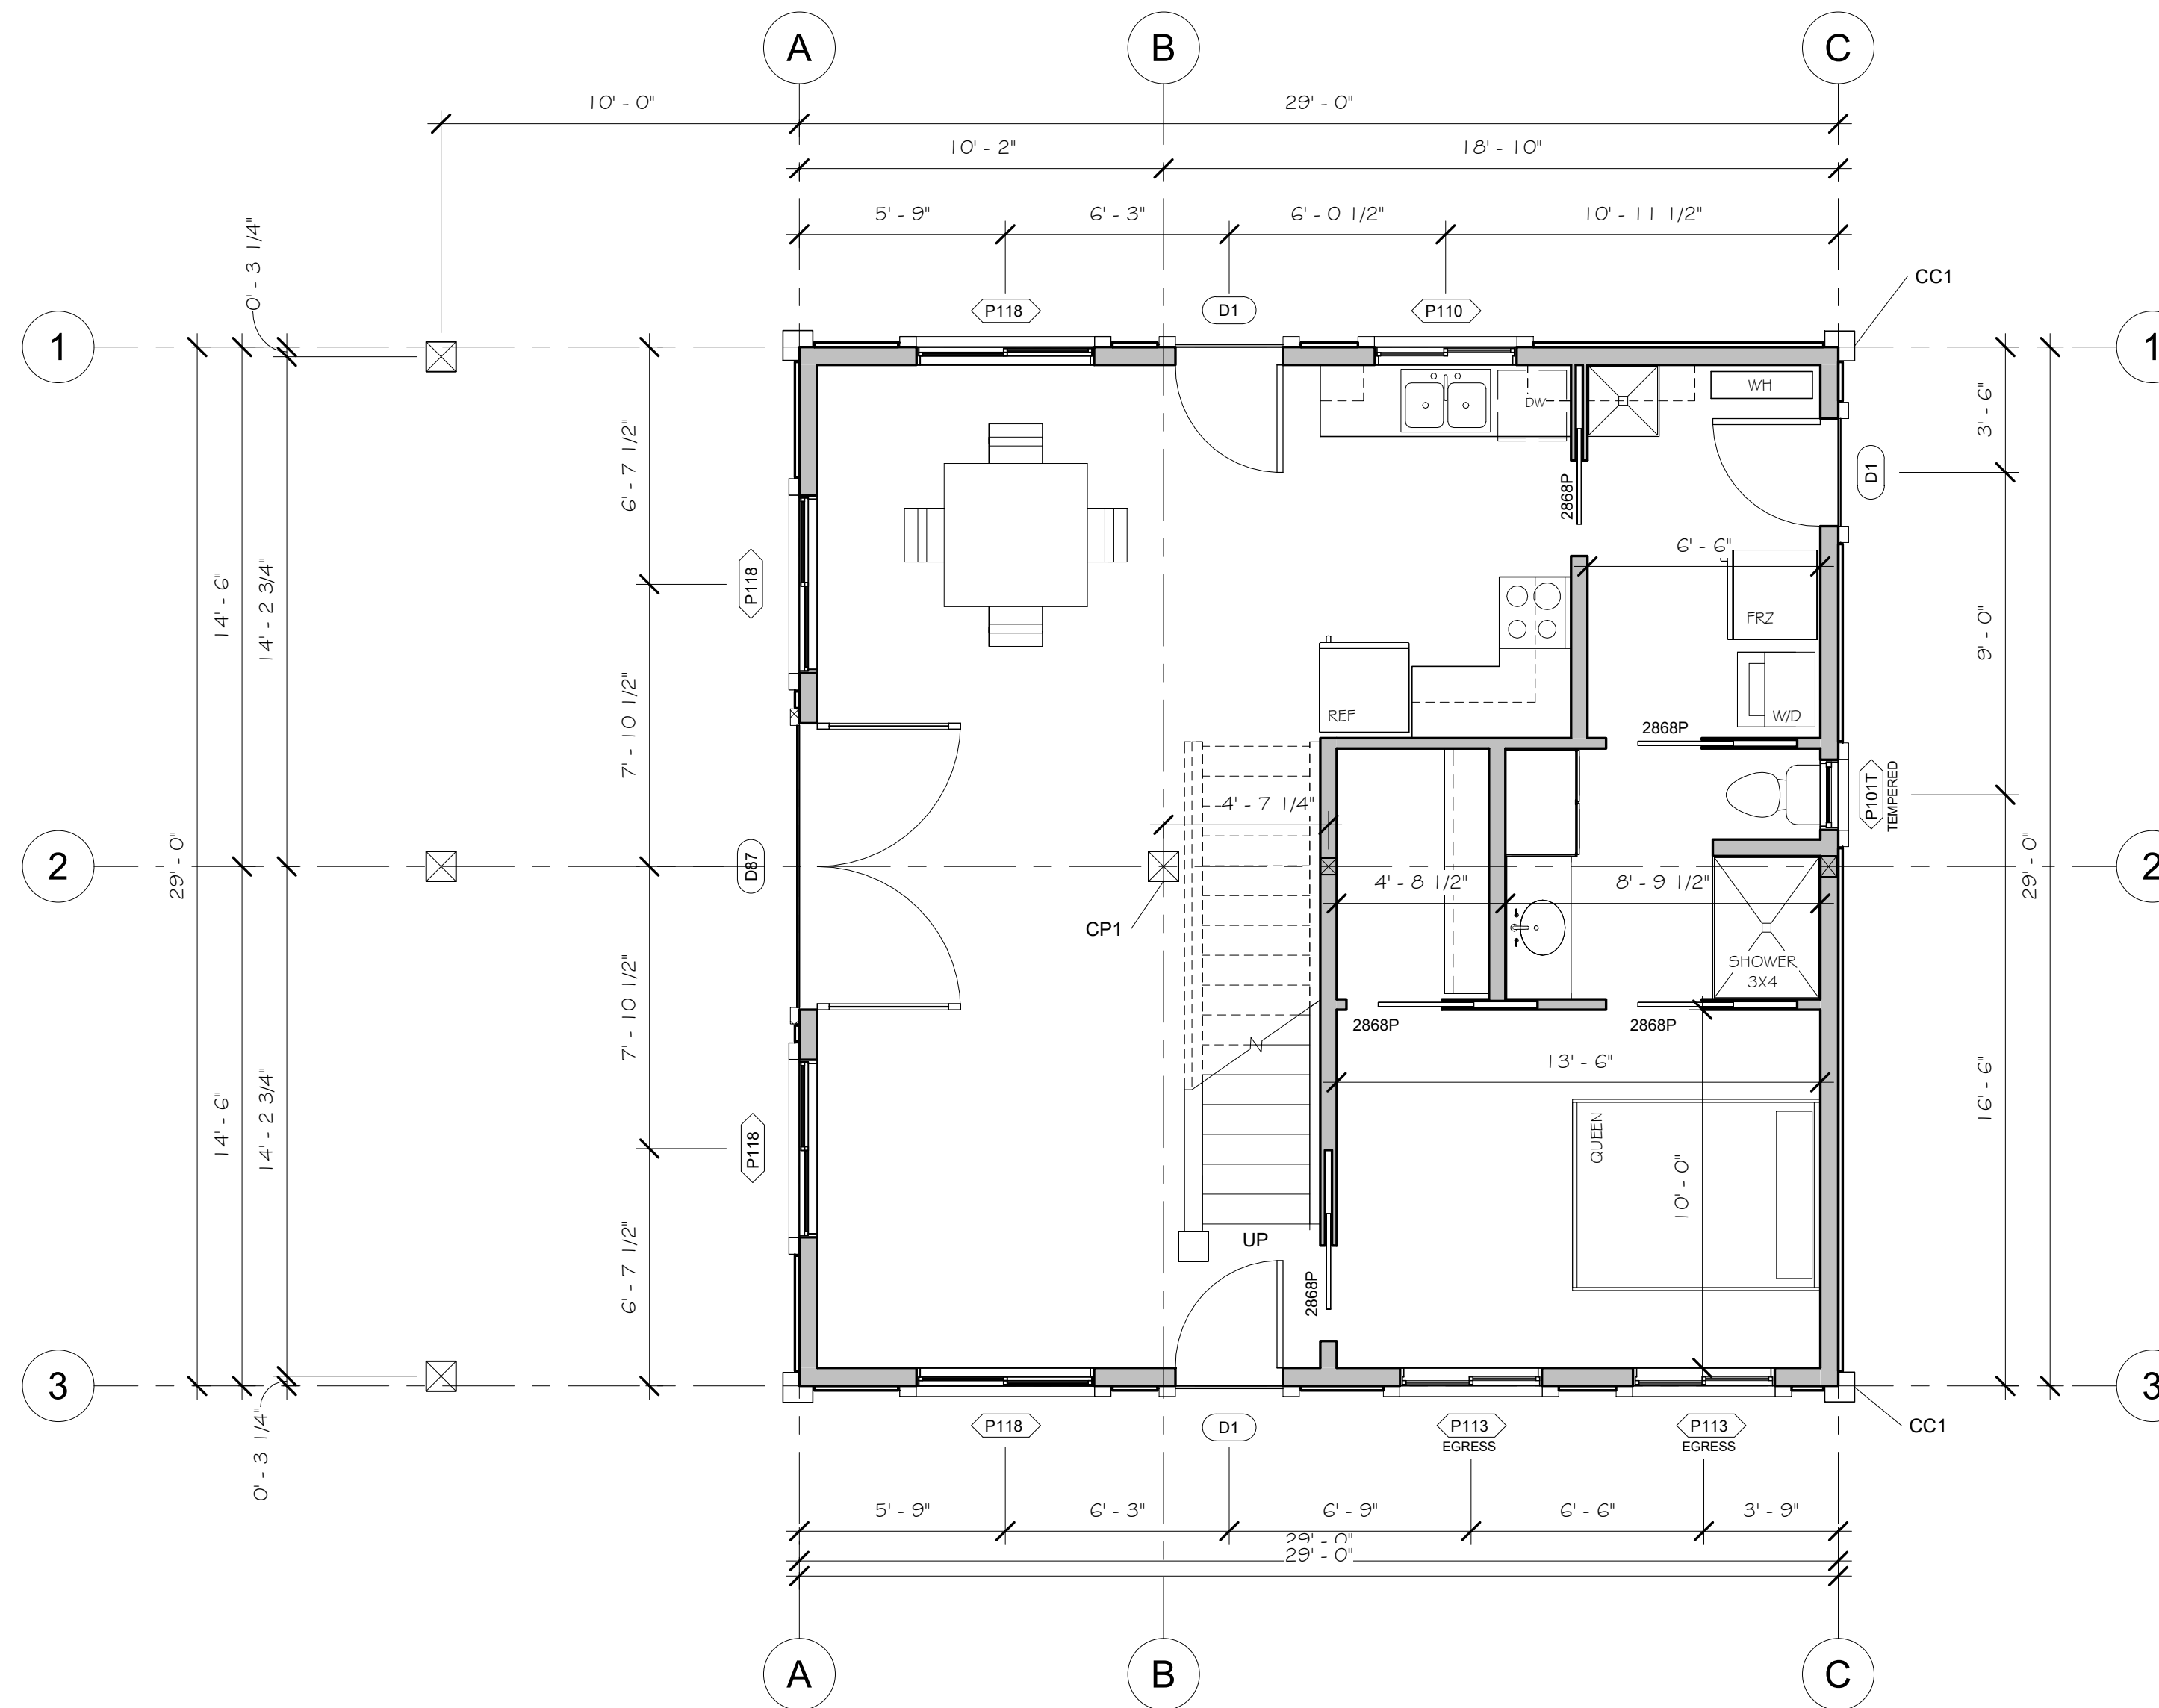 A
B
C
10' - 0"
29' - 0"
10' - 2"
18' - 10"
5' - 9"
6' - 3"
6' - 0 1/2"
10' - 11 1/2"
0' - 3 1/4"
CC1
P118
D1
P110
1
1
WH
DW
3' - 6"
6' - 7 1/2"
D1
2868P
6' - 6"
14' - 6"
14' - 2 3/4"
P118
FRZ
9' - 0"
7' - 10 1/2"
REF
W/D
2868P
P101T
TEMPERED
4' - 7 1/4"
2
29' - 0"
D87
2
29' - 0"
4' - 8 1/2"
8' - 9 1/2"
CP1
SHOWER
3X4
2868P
2868P
7' - 10 1/2"
N
13' - 6"
16' - 6"
14' - 6"
14' - 2 3/4"
P118
QUEEN
10' - 0"
UP
6' - 7 1/2"
2868P
3
3
0' - 3 1/4"
P118
D1
P113
EGRESS
P113
EGRESS
CC1
5' - 9"
6' - 3"
6' - 9"
6' - 6"
3' - 9"
29' - 0"
29' - 0"
A
B
C